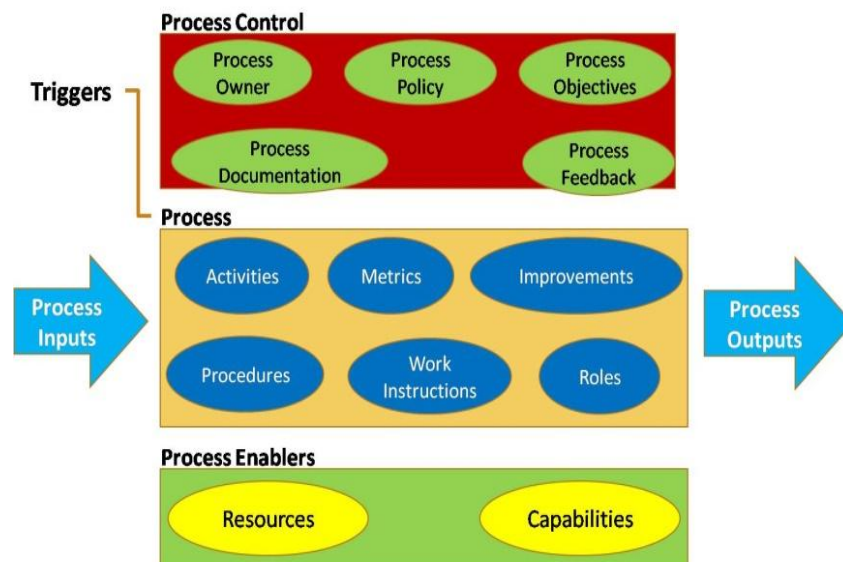 Process Control
Process
Owner
Process
Policy
Process
Objectives
Triggers
Process
Documentation
Process
Feedback
Process
Activities
Metrics
Improvements
Process
Inputs
Process
Outputs
Procedures
Work
Instructions
Roles
Process Enablers
Resources
Capabilities